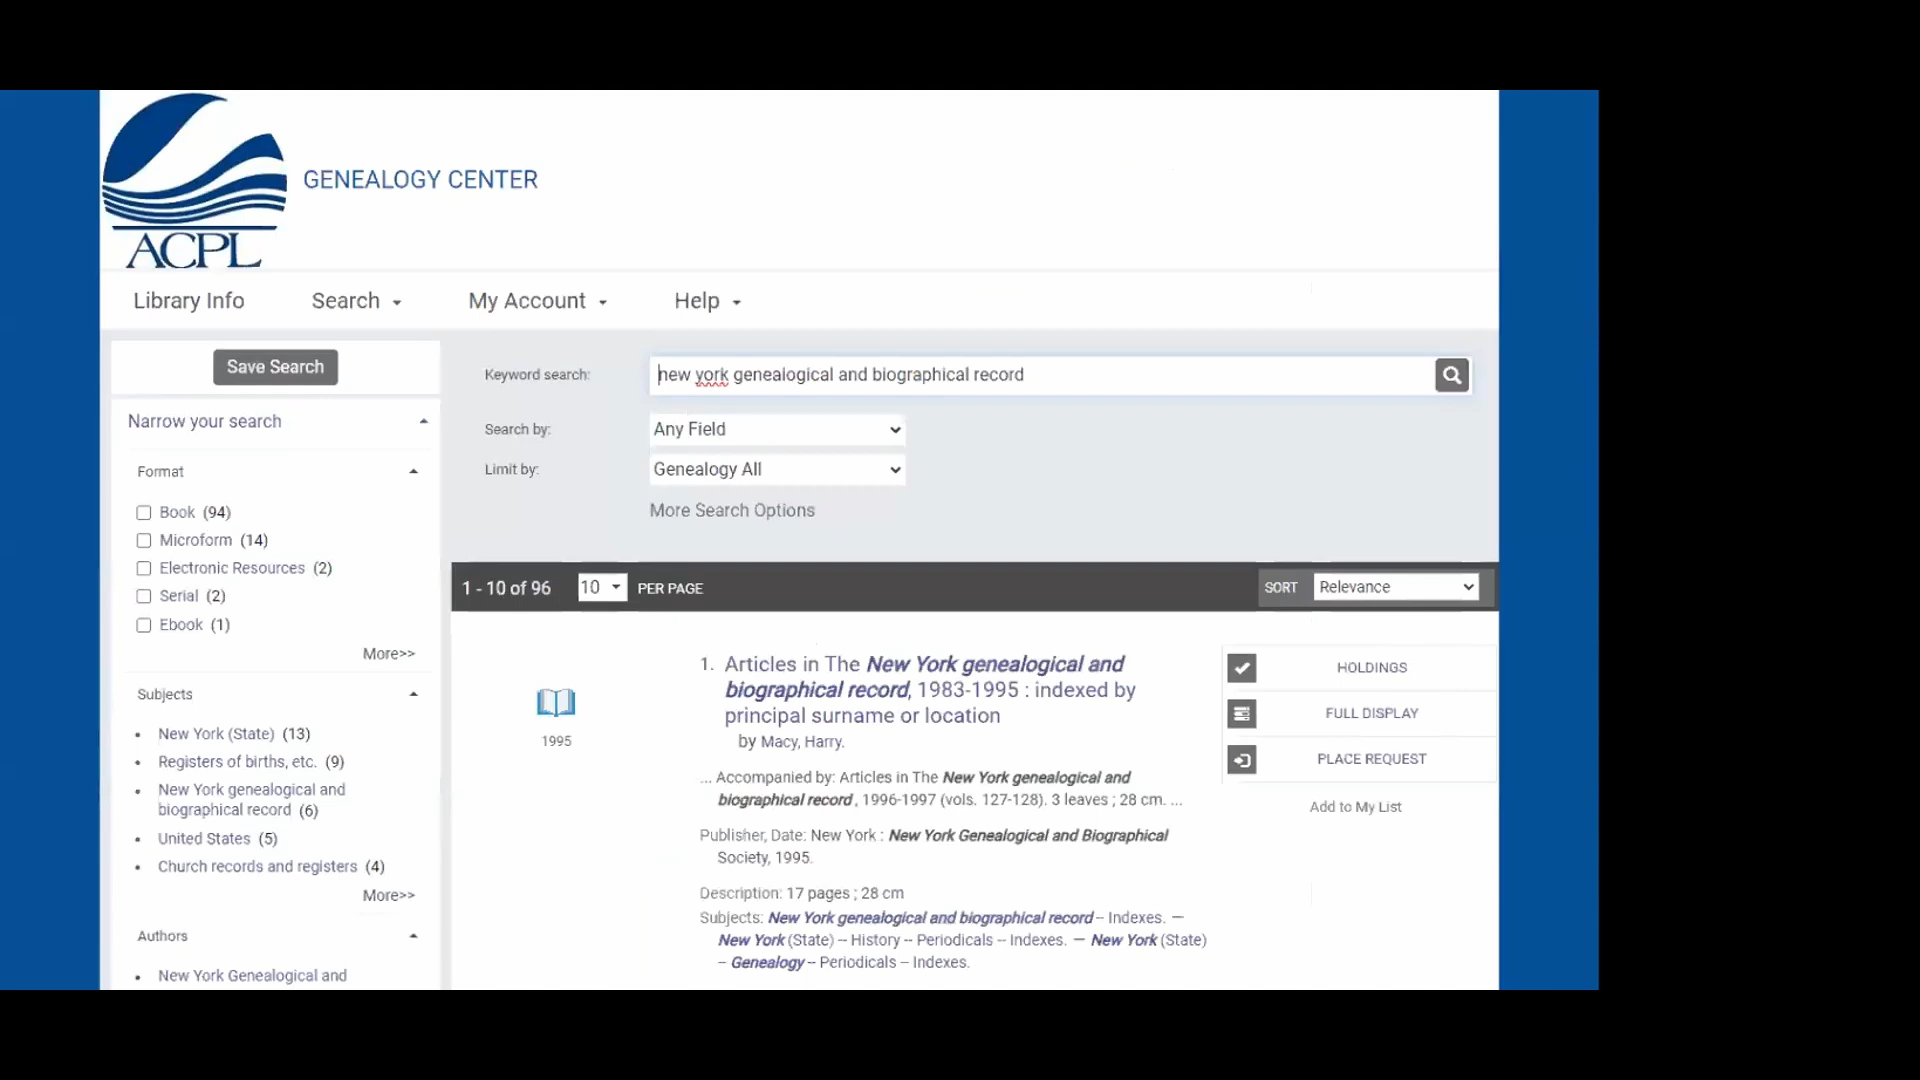 GENEALOGY CENTER
ACPL
Library Info
Search
My Account
Help
Save Search
Narrow your search
Format
Book (94)
Microform (14)
Electronic Resources (2)
Serial (2)
Ebook (1)
More>>
Subjects
New York (State) (13)
Registers of births, etc. (9)
New York genealogical and
biographical record (6)
United States (5)
Church records and registers (4)
More>>
Authors
New York Genealogical and
Keyword search:
new york genealogical and biographical record
Search by:
Any Field
Limit by:
Genealogy All
More Search Options
1 - 10 of 96
10
PER PAGE
SORT
Relevance
1995
1. Articles in The New York genealogical and
biographical record, 1983-1995 : indexed by
principal surname or location
by Macy, Harry.
... Accompanied by: Articles in The New York genealogical and
biographical record , 1996-1997 (vols. 127-128). 3 leaves ; 28 cm. ...
Publisher, Date: New York : New York Genealogical and Biographical
Society, 1995.
Description: 17 pages ; 28 cm
Subjects: New York genealogical and biographical record -- Indexes. —
New York (State) -- History -- Periodicals -- Indexes. — New York (State)
-- Genealogy -- Periodicals -- Indexes.
HOLDINGS
FULL DISPLAY
PLACE REQUEST
Add to My List